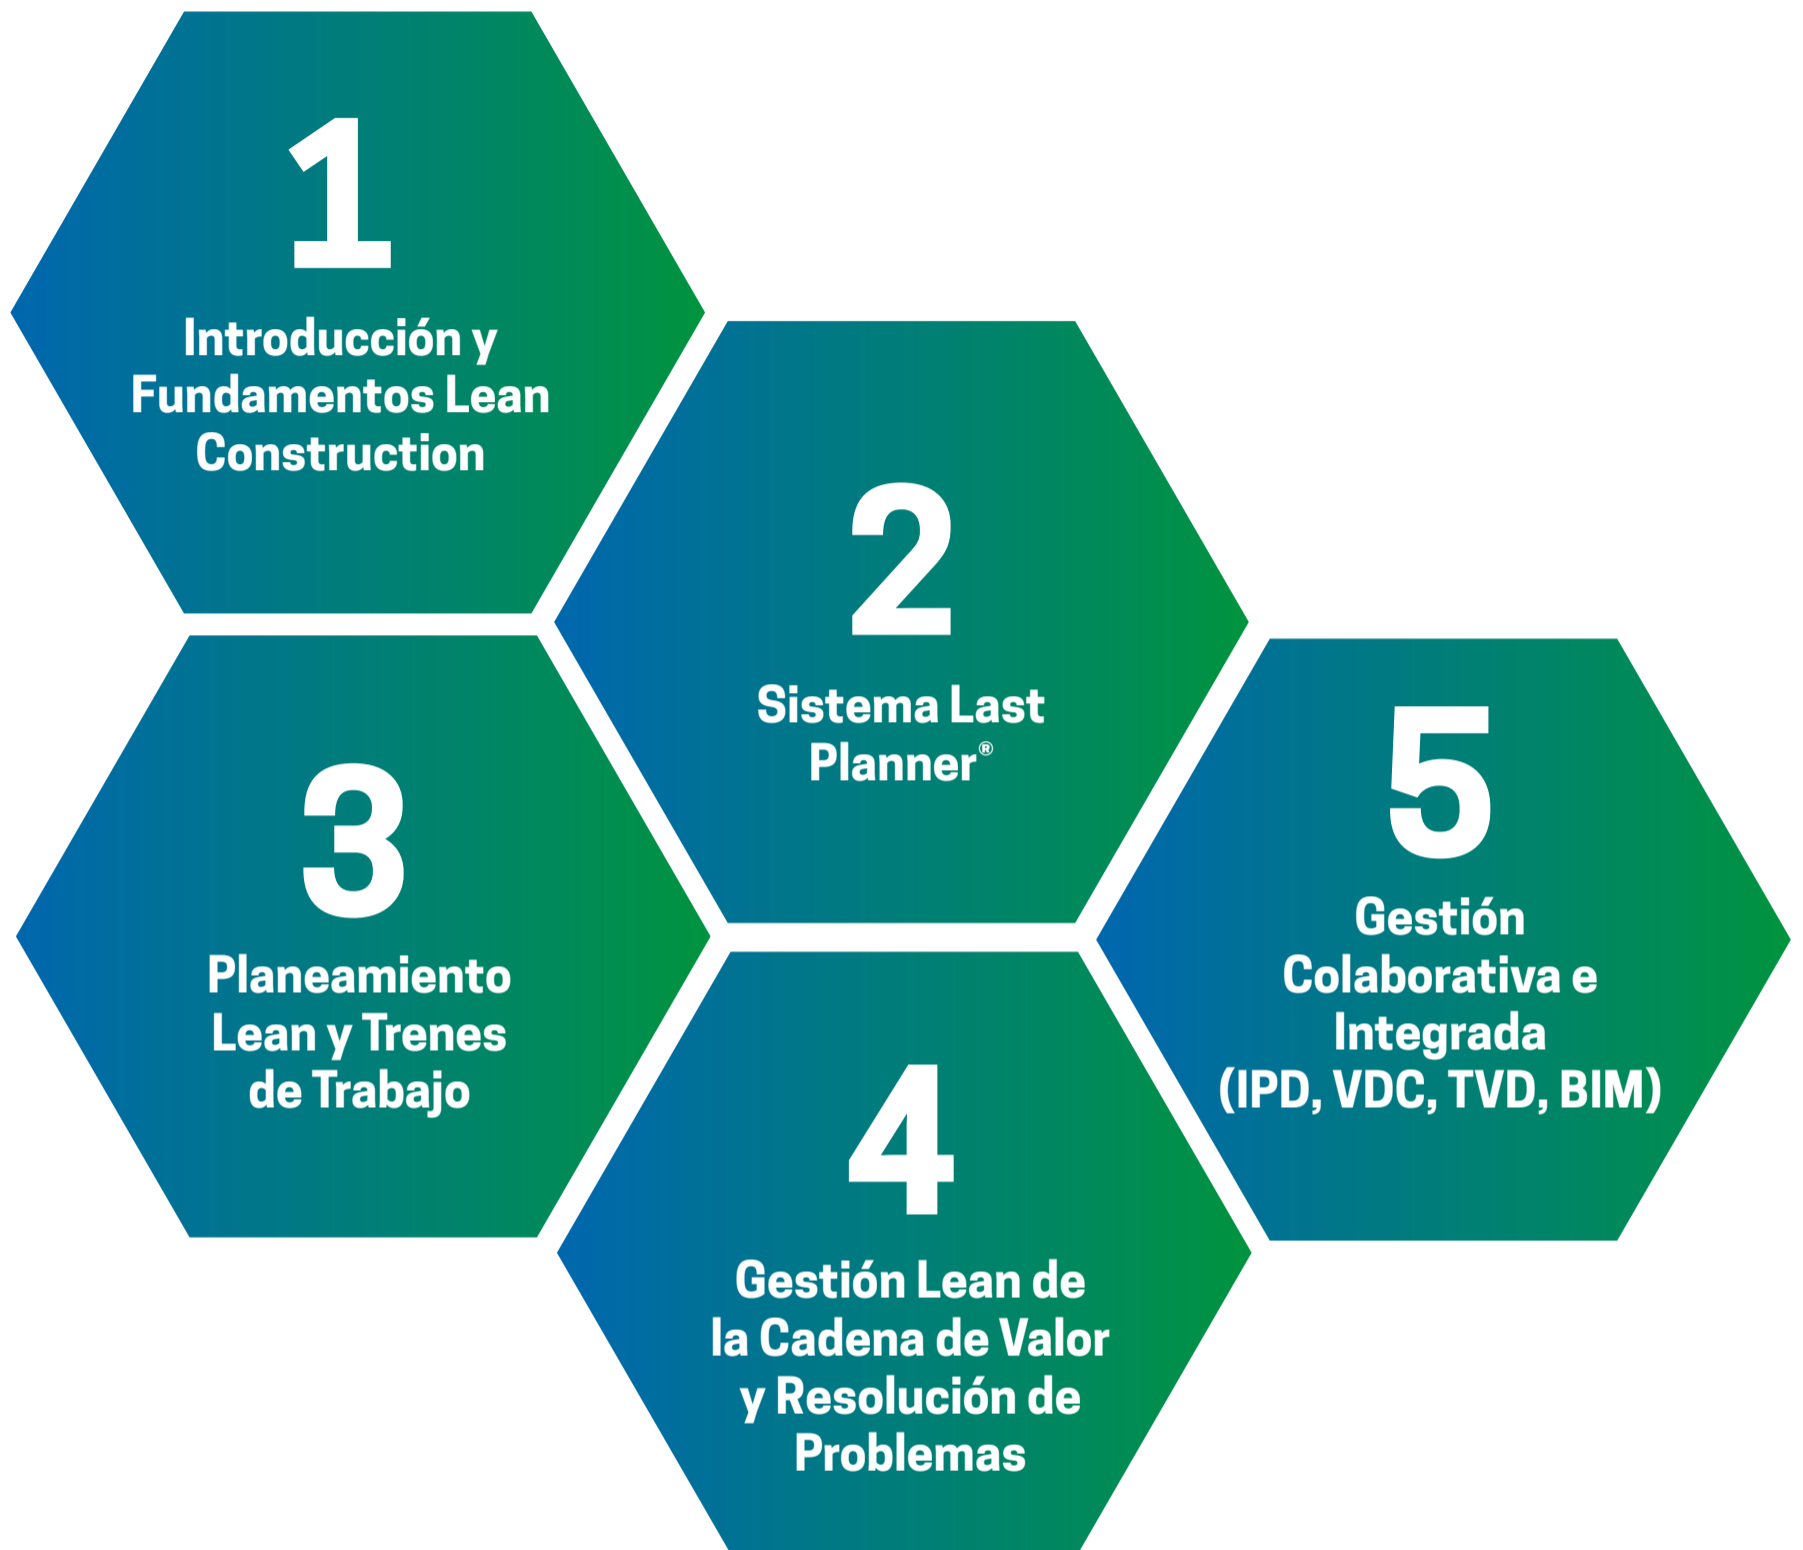 1
Introducción y
Fundamentos Lean
Construction
2
Sistema Last
Planner®
3
Planeamiento
Lean y Trenes
de Trabajo
4
Gestión Lean de
la Cadena de Valor
y Resolución de
Problemas
5
Gestión
Colaborativa e
Integrada
(IPD, VDC, TVD, BIM)